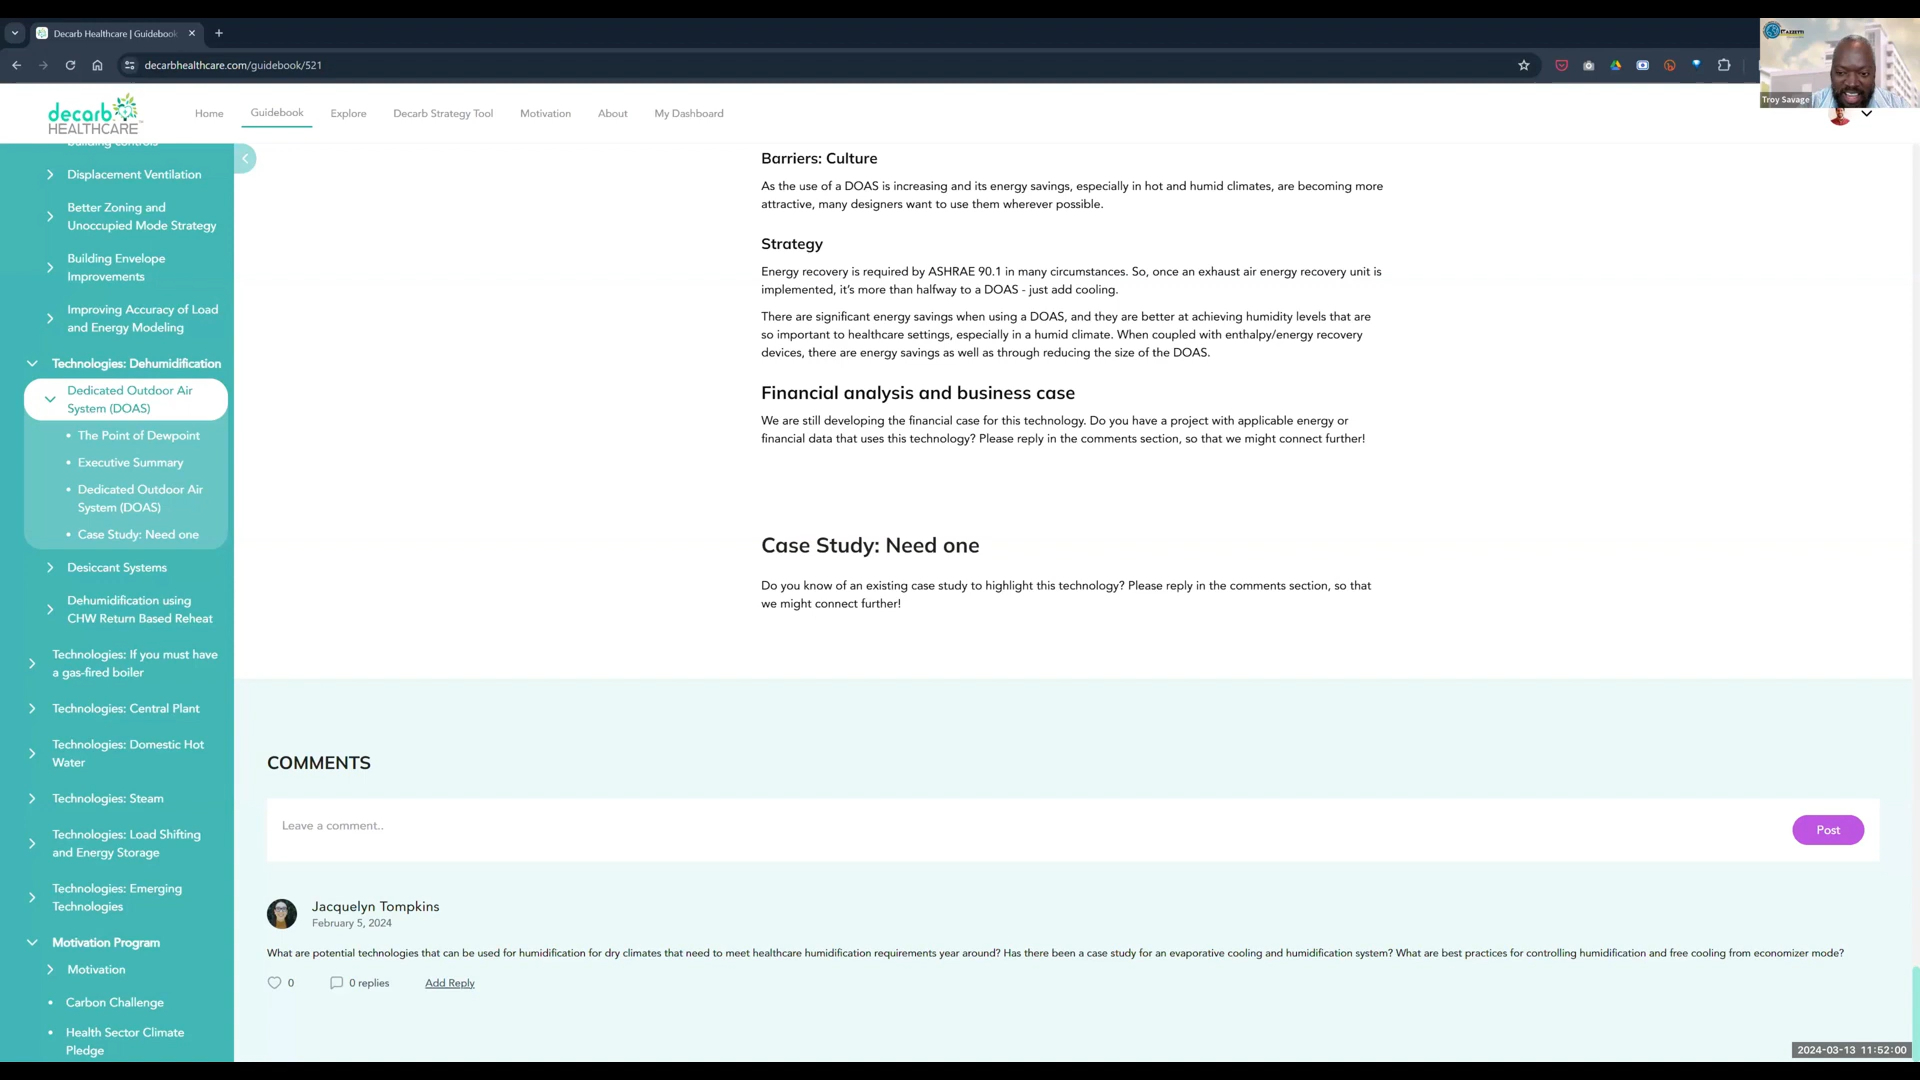 Decarb Healthcare | Guidebook
decarbhealthcare.com/guidebook/521
Troy Savage
decarb
HEALTHCARE
Home
Guidebook
Explore
Decarb Strategy Tool
Motivation
About
My Dashboard
Building Controls
Displacement Ventilation
Better Zoning and
Unoccupied Mode Strategy
Building Envelope
Improvements
Improving Accuracy of Load
and Energy Modeling
Technologies: Dehumidification
Dedicated Outdoor Air
System (DOAS)
• The Point of Dewpoint
• Executive Summary
• Dedicated Outdoor Air
System (DOAS)
• Case Study: Need one
Desiccant Systems
Dehumidification using
CHW Return Based Reheat
Technologies: If you must have
a gas-fired boiler
Technologies: Central Plant
Technologies: Domestic Hot
Water
Technologies: Steam
Technologies: Load Shifting
and Energy Storage
Technologies: Emerging
Technologies
Motivation Program
Motivation
• Carbon Challenge
• Health Sector Climate
Pledge
Barriers: Culture
As the use of a DOAS is increasing and its energy savings, especially in hot and humid climates, are becoming more
attractive, many designers want to use them wherever possible.
Strategy
Energy recovery is required by ASHRAE 90.1 in many circumstances. So, once an exhaust air energy recovery unit is
implemented, it's more than halfway to a DOAS - just add cooling.
There are significant energy savings when using a DOAS, and they are better at achieving humidity levels that are
so important to healthcare settings, especially in a humid climate. When coupled with enthalpy/energy recovery
devices, there are energy savings as well as through reducing the size of the DOAS.
Financial analysis and business case
We are still developing the financial case for this technology. Do you have a project with applicable energy or
financial data that uses this technology? Please reply in the comments section, so that we might connect further!
Case Study: Need one
Do you know of an existing case study to highlight this technology? Please reply in the comments section, so that
we might connect further!
COMMENTS
Leave a comment..
Post
Jacquelyn Tompkins
February 5, 2024
What are potential technologies that can be used for humidification for dry climates that need to meet healthcare humidification requirements year around? Has there been a case study for an evaporative cooling and humidification system? What are best practices for controlling humidification and free cooling from economizer mode?
0
0 replies
Add Reply
2024-03-13 11:52:00